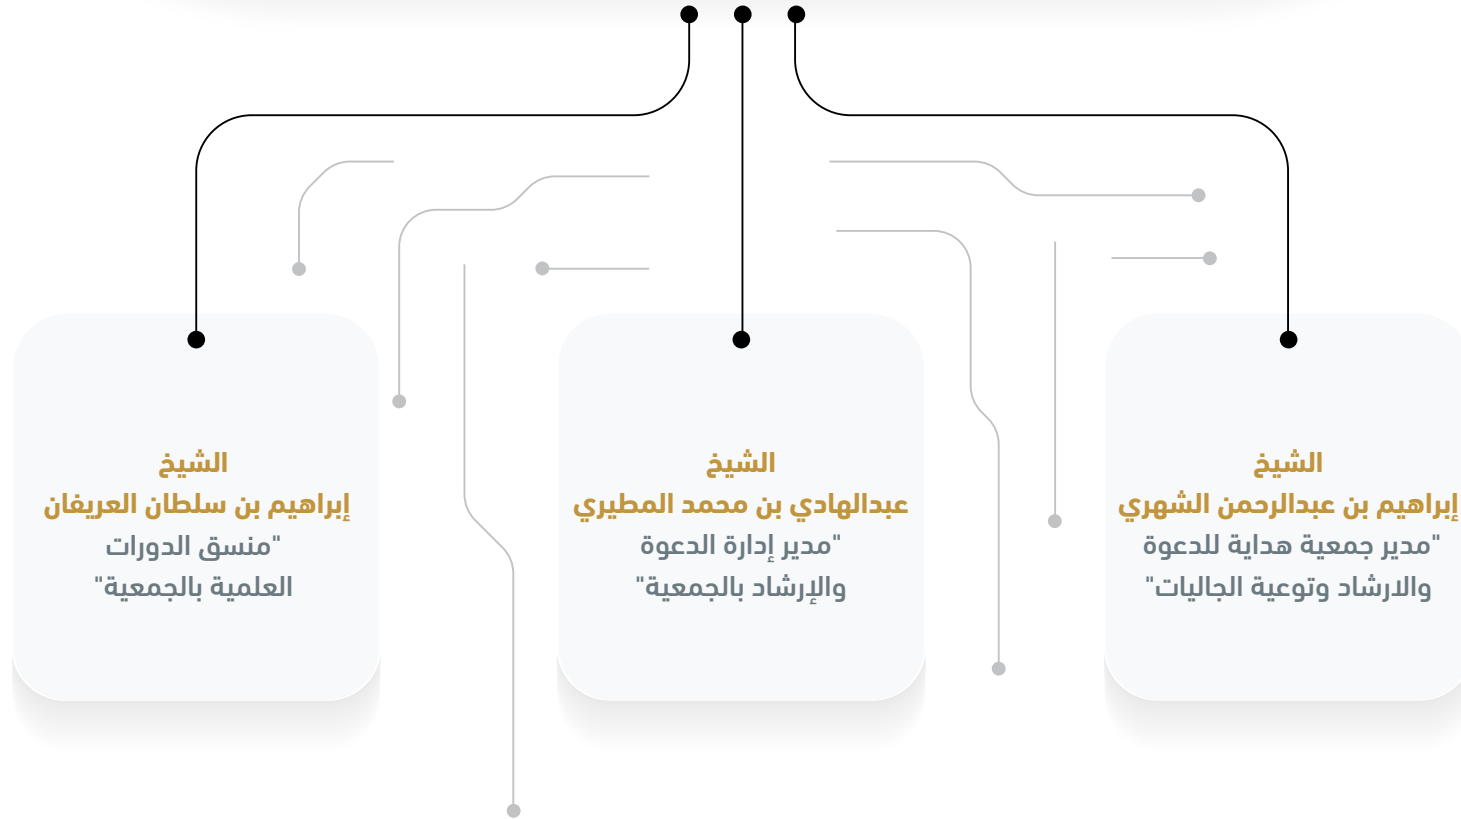 الشيخ
إبراهيم بن عبدالرحمن الشهري
"مدير جمعية هداية للدعوة
والارشاد وتوعية الجاليات"
الشيخ
عبدالهادي بن محمد المطيري
"مدير إدارة الدعوة
والإرشاد بالجمعية"
الشيخ
إبراهيم بن سلطان العريفان
"منسق الدورات
العلمية بالجمعية"